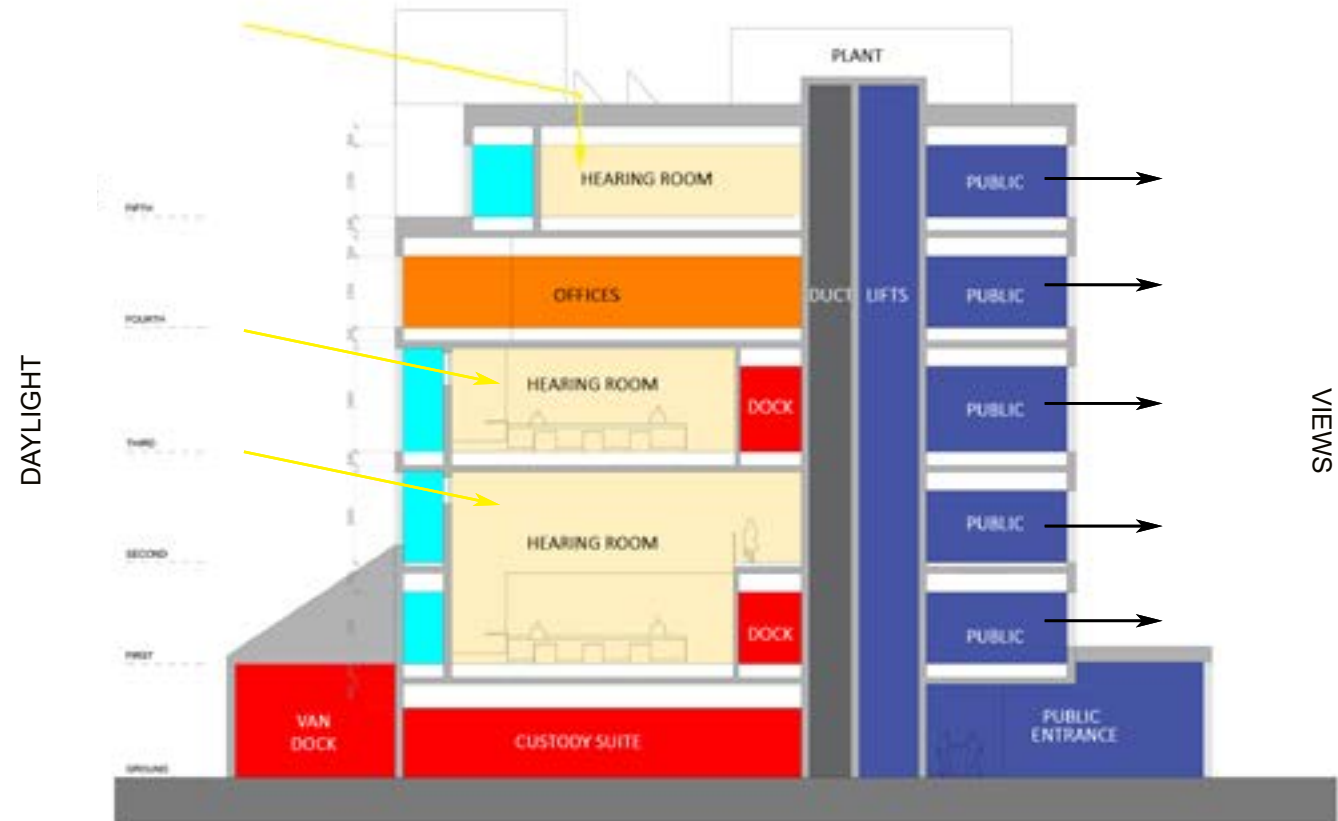 PLANT
HEARING ROOM
PUBLIC
FIFTH
OFFICES
DUCT
LIFTS
PUBLIC
FOURTH
HEARING ROOM
DOCK
PUBLIC
DAYLIGHT
VIEWS
THIRD
HEARING ROOM
PUBLIC
SECOND
DOCK
PUBLIC
FIRST
VAN
DOCK
CUSTODY SUITE
PUBLIC
ENTRANCE
GROUND